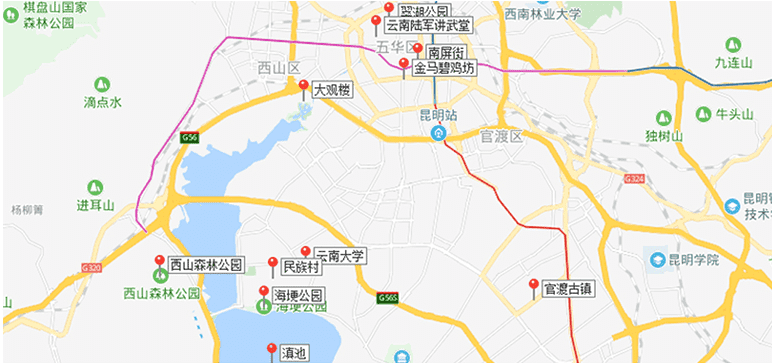 棋盘山国家
森林公园
翠湖公园
西南林业大学
云南陆军讲武堂
五华区
南屏街
九连山
西山区
金马碧鸡坊
滴点水
大观楼
昆明站
牛头山
G56
官渡区
独树山
G324
进耳山
杨柳箐
昆明
技术
云南大学
西山森林公园
民族村
昆明学院
G320
西山森林公园
海埂公园
官渡古镇
海埂公园
G56S
山
滇池